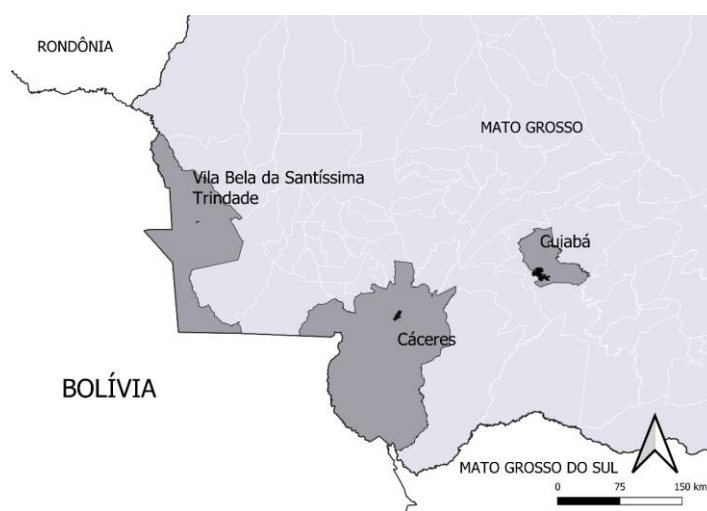 RONDÔNIA
MATO GROSSO
Vila Bela da Santíssima
Trindade
Cuiabá
Cáceres
BOLÍVIA
MATO GROSSO DO SUL
0 75 150 km